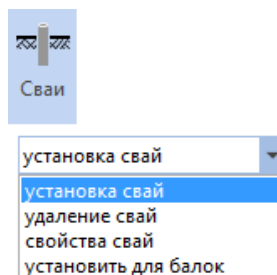 Сваи
установка свай
установка свай
удаление свай
свойства свай
установить для балок